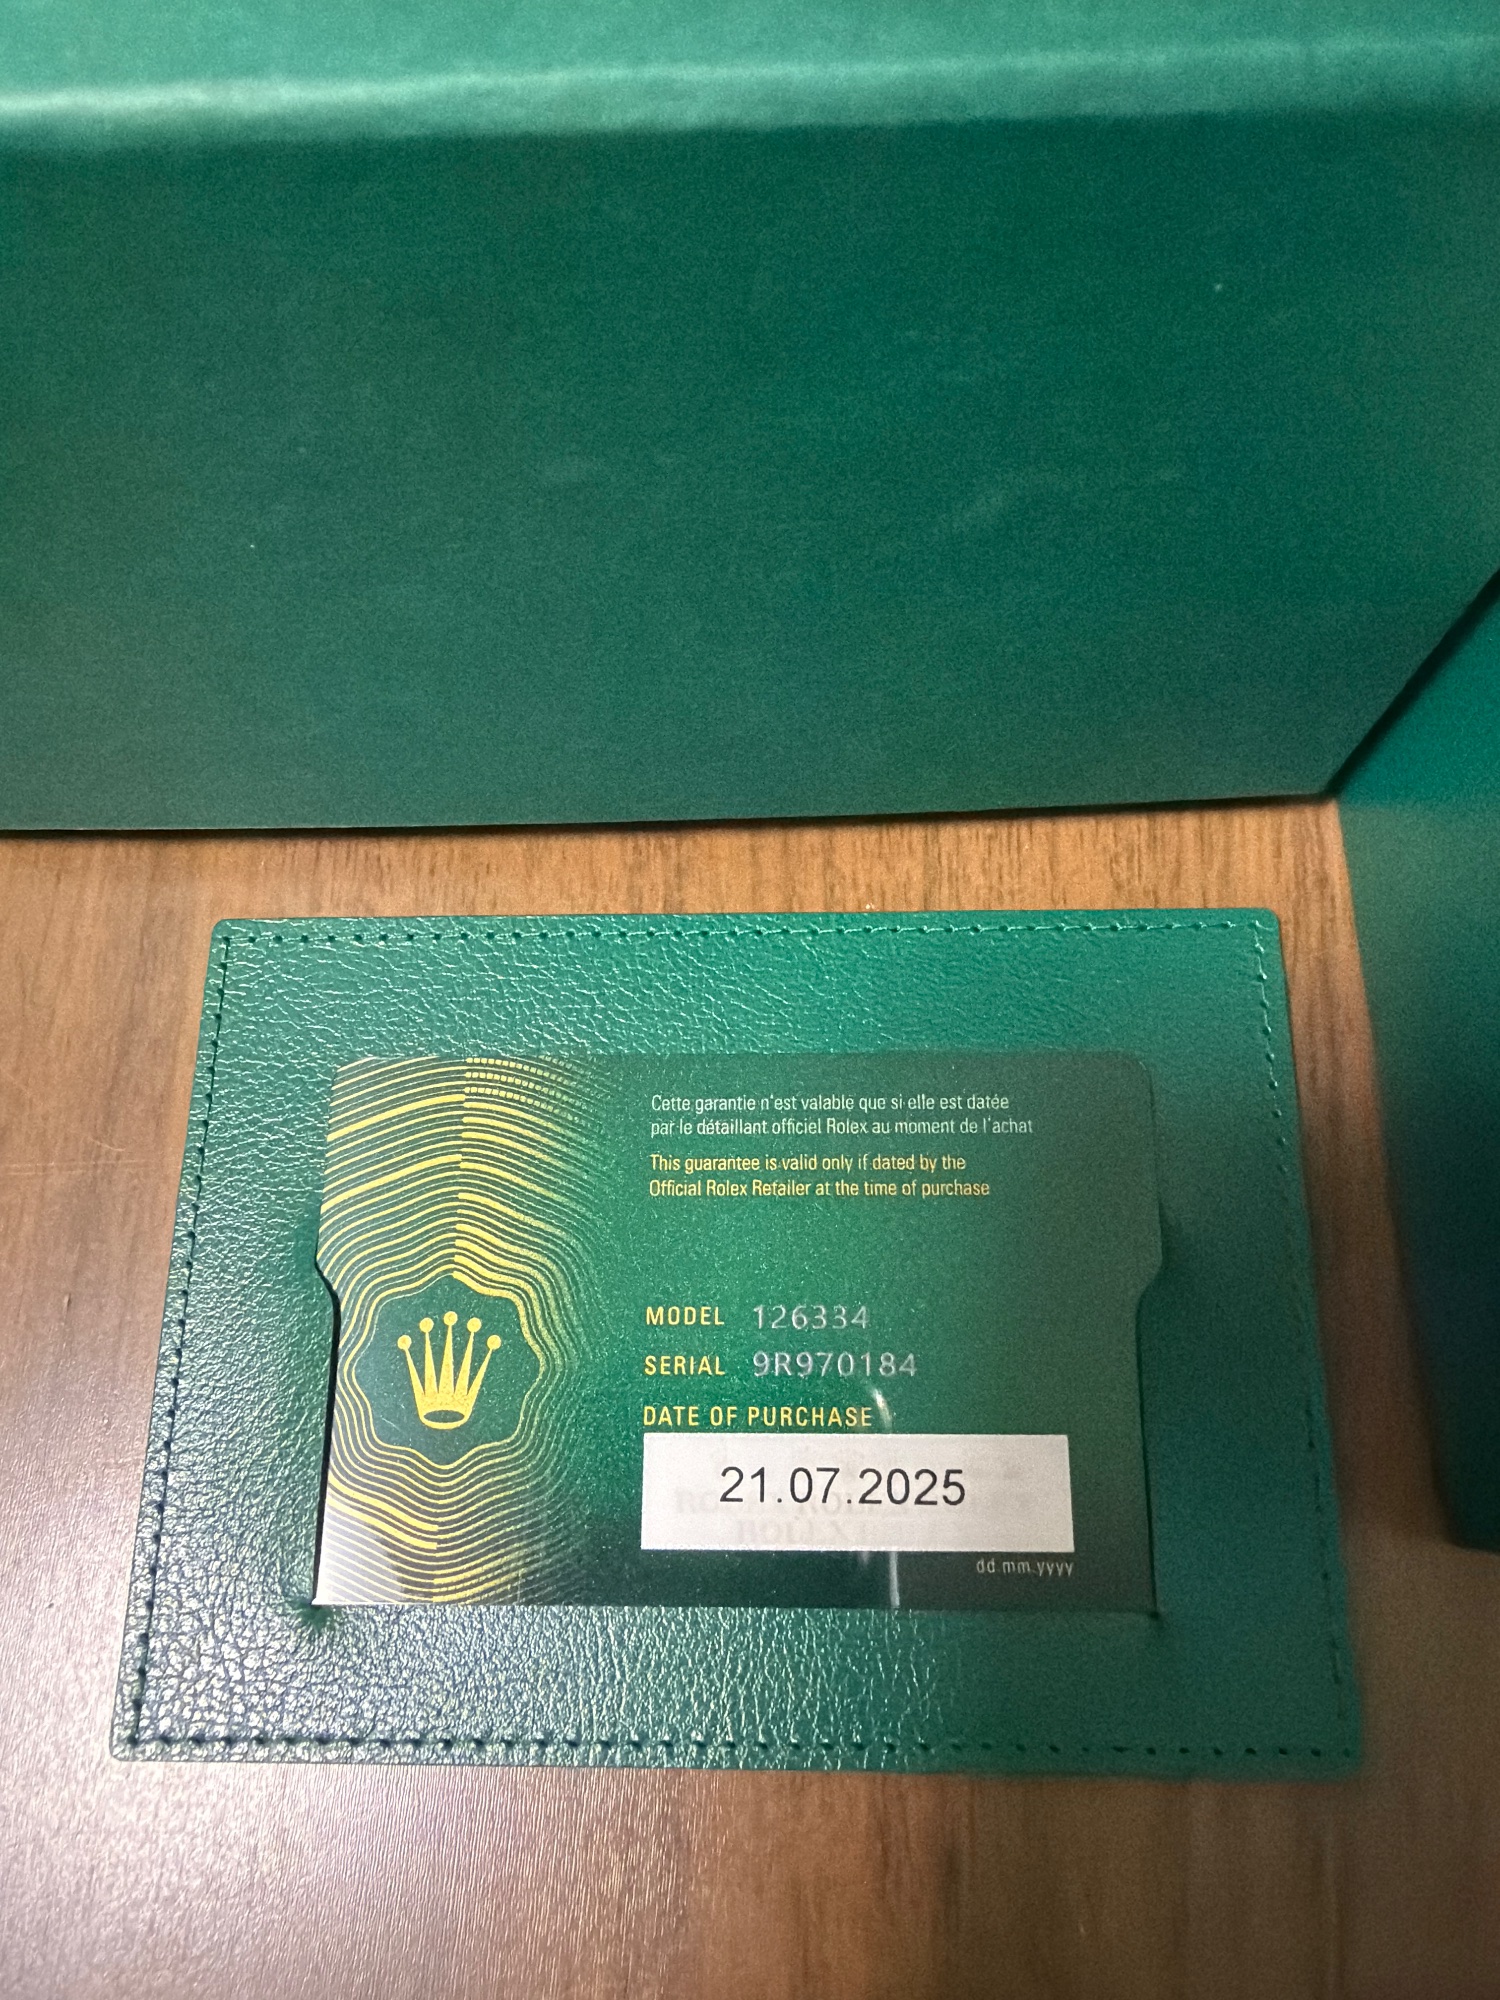 Cette garantie n'est valable que si elle est datée
par le détaillant officiel Rolex au moment de l'achat
This guarantee is valid only if dated by the
Official Rolex Retailer at the time of purchase
MODEL 126334
SERIAL 9R970184
DATE OF PURCHASE
21.07.2025
dd.mm.yyyy